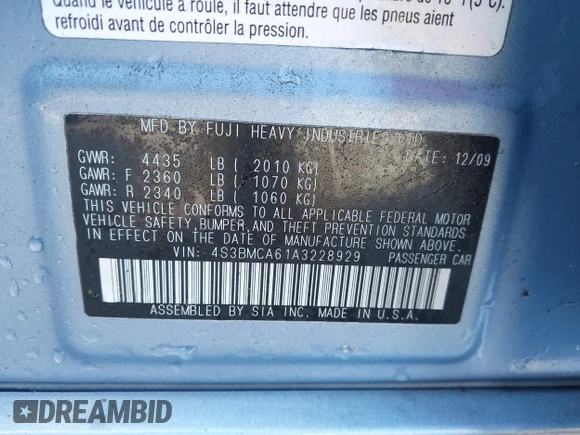 Quand le véhicule a roulé, il faut attendre que les pneus aient
refroidi avant de contrôler la pression.
MFD BY FUJI HEAVY INDUSTRIES LTD.
DATE: 12/09
GVWR: 4435 LB ( 2010 KG)
GAWR: F 2360 LB ( 1070 KG)
GAWR: R 2340 LB ( 1060 KG)
THIS VEHICLE CONFORMS TO ALL APPLICABLE FEDERAL MOTOR
VEHICLE SAFETY, BUMPER, AND THEFT PREVENTION STANDARDS
IN EFFECT ON THE DATE OF MANUFACTURE SHOWN ABOVE.
VIN: 4S3BMCA61A3228929 PASSENGER CAR
ASSEMBLED BY SIA INC. MADE IN U.S.A.
DREAMBID